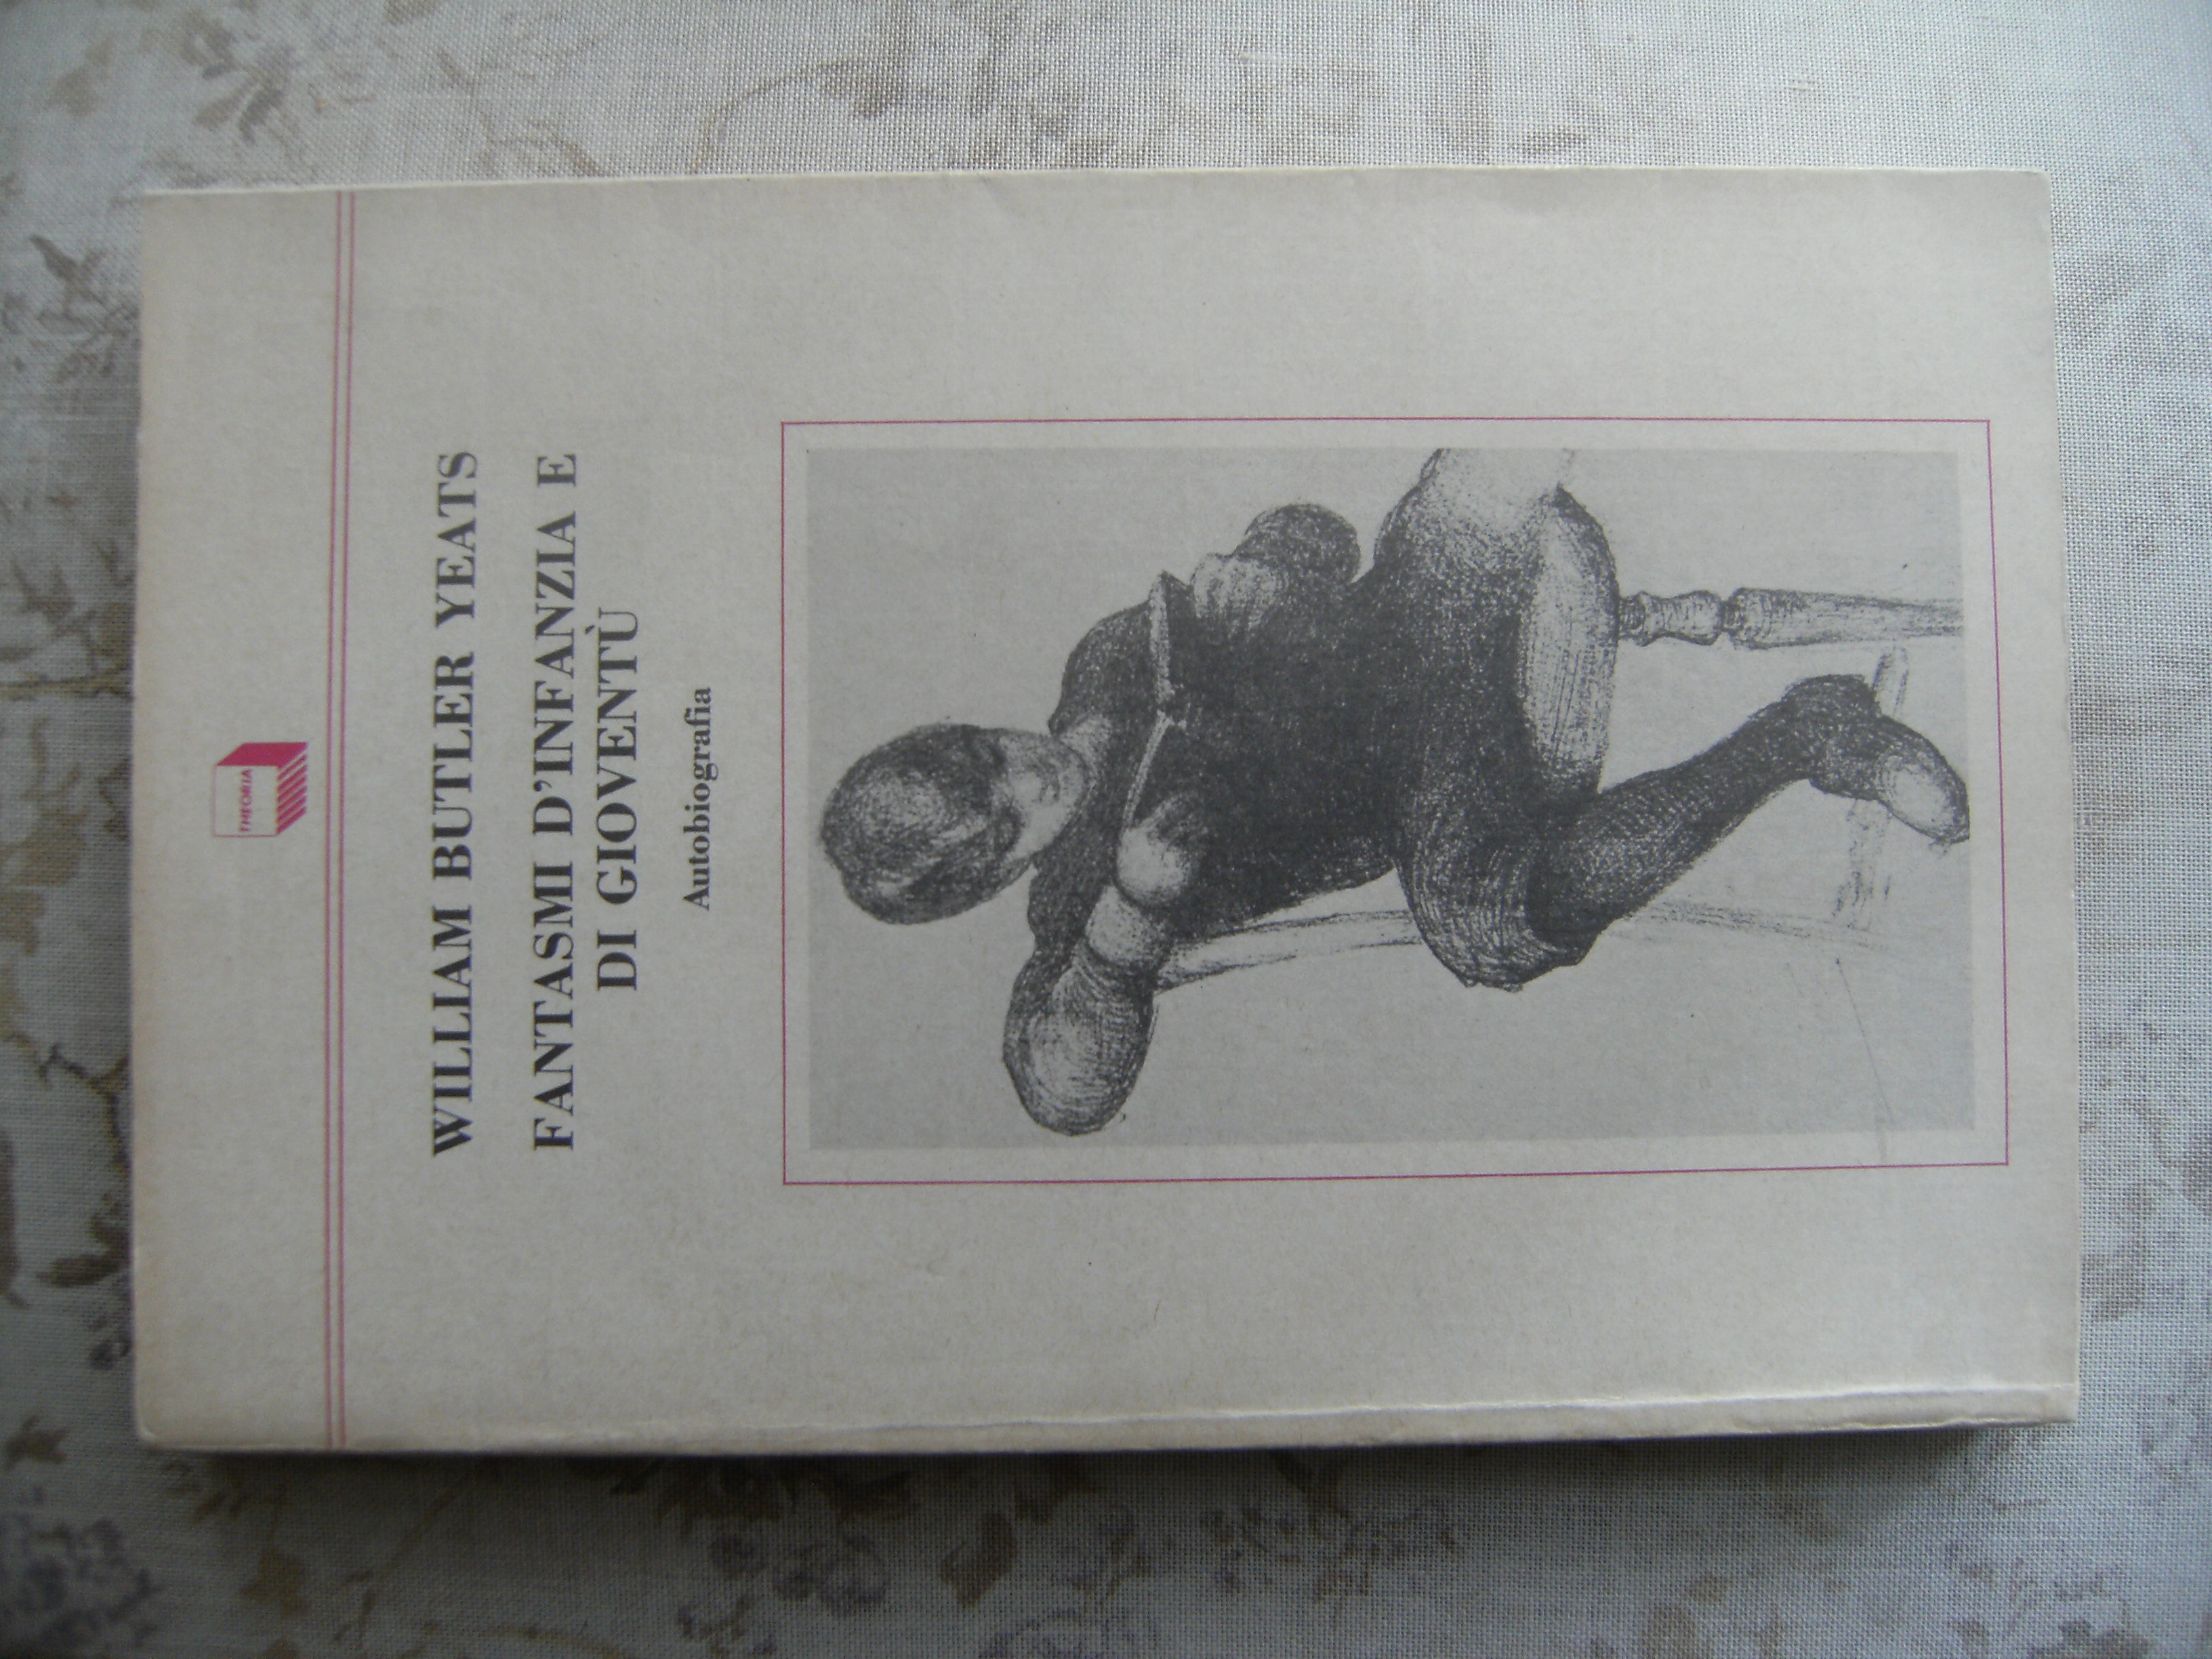 THEORIA
WILLIAM BUTLER YEATS
FANTASMI D'INFANZIA E
DI GIOVENTÙ
Autobiografia